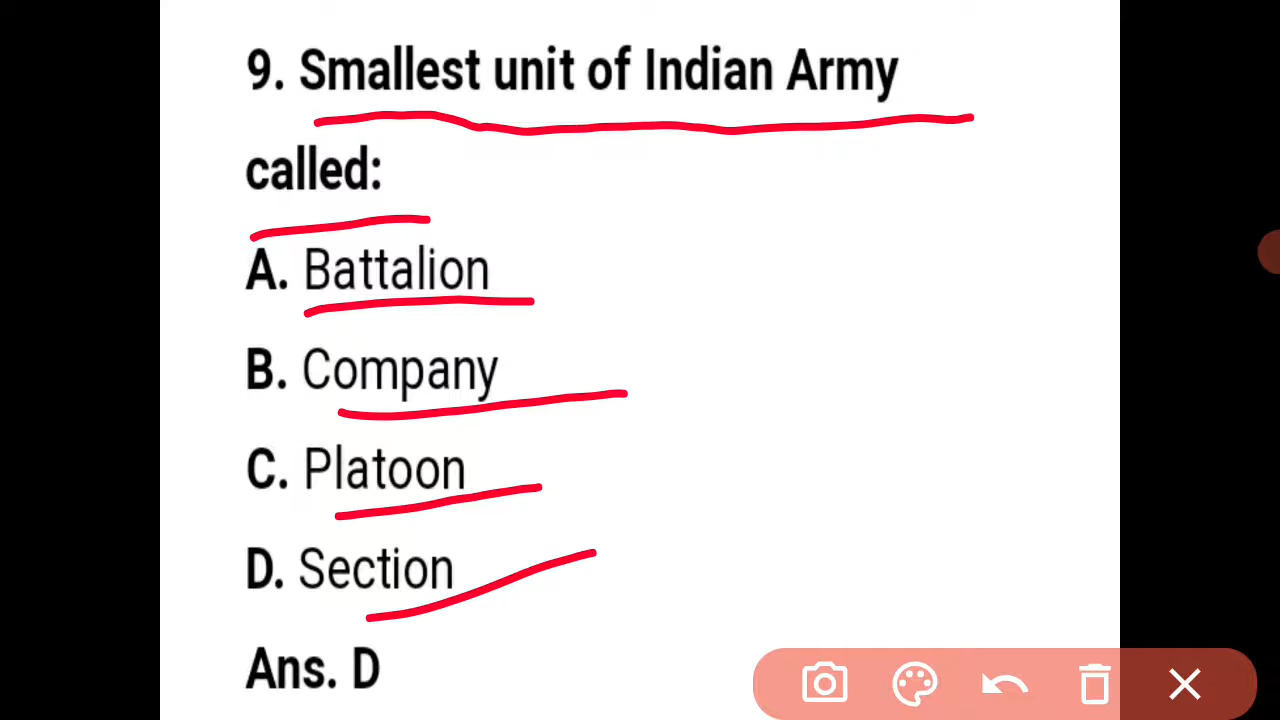 9. Smallest unit of Indian Army
called:
A. Battalion
B. Company
C. Platoon
D. Section
Ans. D